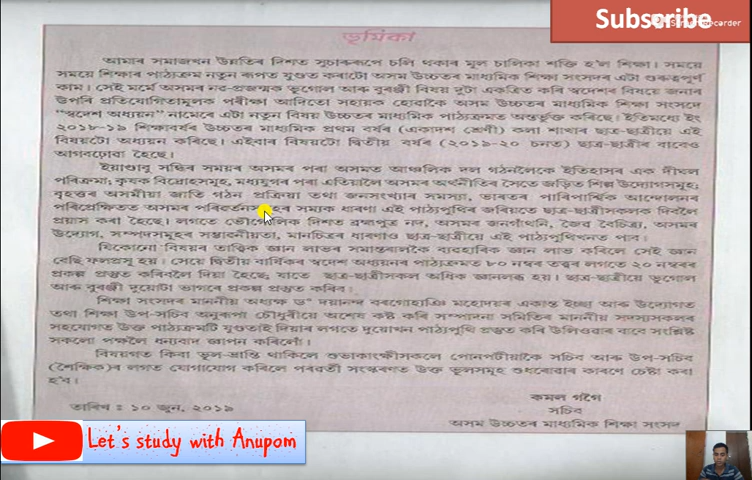 Subscribe
ভূমিকা
আমাৰ সমাজখন উন্নতিৰ দিশত সুচাৰুৰূপে চলি থকাৰ মূল চালিকা শক্তি হ'ল শিক্ষা। সময়ে
সময়ে শিক্ষাৰ পাঠ্যক্ৰম নতুন ৰূপত যুগুত কৰাটো অসম উচ্চতৰ মাধ্যমিক শিক্ষা সংসদৰ এটা গুৰুত্বপূৰ্ণ
কাম। সেই মৰ্মে অসমৰ নৱ-প্ৰজন্মক ভূগোল আৰু বুৰঞ্জী বিষয় দুটা একত্ৰিত কৰি স্বদেশৰ বিষয়ে জনাৰ
উপৰি প্ৰতিযোগিতামূলক পৰীক্ষা আদিতো সহায়ক হোৱাকৈ অসম উচ্চতৰ মাধ্যমিক শিক্ষা সংসদে
“স্বদেশ অধ্যয়ন” নামেৰে এটা নতুন বিষয় উচ্চতৰ মাধ্যমিক পাঠ্যক্ৰমত অন্তৰ্ভুক্ত কৰিছে। ইতিমধ্যে ইং
২০১৮-১৯ শিক্ষাবৰ্ষৰ উচ্চতৰ মাধ্যমিক প্ৰথম বৰ্ষৰ (একাদশ শ্ৰেণী) কলা শাখাৰ ছাত্ৰ-ছাত্ৰীয়ে এই
বিষয়টো অধ্যয়ন কৰিছে। এইবাৰ বিষয়টো দ্বিতীয় বৰ্ষৰ (২০১৯-২০ চনত) ছাত্ৰ-ছাত্ৰীৰ বাবেও
আগবঢ়োৱা হৈছে।
ইয়াণ্ডাবু সন্ধিৰ সময়ৰ অসমৰ পৰা অসমত আঞ্চলিক দল গঠনলৈকে ইতিহাসৰ এক দীঘল
পৰিক্ৰমা; কৃষক বিদ্ৰোহসমূহ, মধ্যযুগৰ পৰা এতিয়ালৈ অসমৰ অৰ্থনীতিৰ সৈতে জড়িত শিল্প উদ্যোগসমূহ;
বৃহত্তৰ অসমীয়া জাতি গঠন প্ৰক্ৰিয়া তথা জনসংখ্যাৰ সমস্যা, ভাৰতৰ পাৰিপাৰ্শ্বিক আন্দোলনৰ
পৰিপ্ৰেক্ষিতত অসমৰ সম্যক ধাৰণা এই পাঠ্যপুথিৰ জৰিয়তে ছাত্ৰ-ছাত্ৰীসকলক দিবলৈ
প্ৰয়াস কৰা হৈছে। লগতে ভৌগোলিক দিশত ব্ৰহ্মপুত্ৰ নদ, অসমৰ জনগাঁথনি, জৈৱ বৈচিত্ৰ্য, অসমৰ
উদ্যোগ, সম্পদসমূহৰ সম্ভাৱনীয়তা, মানচিত্ৰৰ ধাৰণাও ছাত্ৰ-ছাত্ৰীয়ে এই পাঠ্যপুথিখনত পাব।
যিকোনো বিষয়ৰ তাত্ত্বিক জ্ঞান লাভৰ সমান্তৰালকৈ ব্যৱহাৰিক জ্ঞান লাভ কৰিলে সেই জ্ঞান
বেছি ফলপ্ৰসূ হয়। সেয়ে দ্বিতীয় বাৰ্ষিকৰ স্বদেশ অধ্যয়নৰ পাঠ্যক্ৰমত ৮০ নম্বৰ তত্ত্বৰ লগতে ২০ নম্বৰৰ
প্ৰকল্প প্ৰস্তুত কৰিবলৈ দিয়া হৈছে, যাতে ছাত্ৰ-ছাত্ৰীসকল অধিক জ্ঞানলব্ধ হয়। ছাত্ৰ-ছাত্ৰীয়ে ভূগোল
আৰু বুৰঞ্জী দুয়োটা ভাগৰে প্ৰকল্প প্ৰস্তুত কৰিব।
শিক্ষা সংসদৰ মাননীয় অধ্যক্ষ ড° দয়ানন্দ বৰগোহাঞি মহোদয়ৰ একান্ত ইচ্ছা আৰু উদ্যোগত
তথা শিক্ষা উপ-সচিব অনুৰূপা চৌধুৰীয়ে অশেষ কষ্ট কৰি সম্পাদনা সমিতিৰ মাননীয় সদস্যসকলৰ
সহযোগত উক্ত পাঠ্যক্ৰমটি যুগুতাই দিয়াৰ লগতে দুয়োখন পাঠ্যপুথি প্ৰস্তুত কৰি উলিওৱাৰ বাবে সংশ্লিষ্ট
সকলো পক্ষলৈ ধন্যবাদ জ্ঞাপন কৰিলোঁ।
বিষয়গত কিবা ভুল-ভ্ৰান্তি থাকিলে শুভাকাংক্ষীসকলে পোনপটীয়াকৈ সচিব আৰু উপ-সচিব
(শৈক্ষিক)ৰ লগত যোগাযোগ কৰিলে পৰবৰ্তী সংস্কৰণত উক্ত ভুলসমূহ শুধৰোৱাৰ কাৰণে চেষ্টা কৰা
হ'ব।
কমল গগৈ
তাৰিখ : ১০ জুন, ২০১৯
সচিব
অসম উচ্চতৰ মাধ্যমিক শিক্ষা সংসদ
Let's study with Anupom